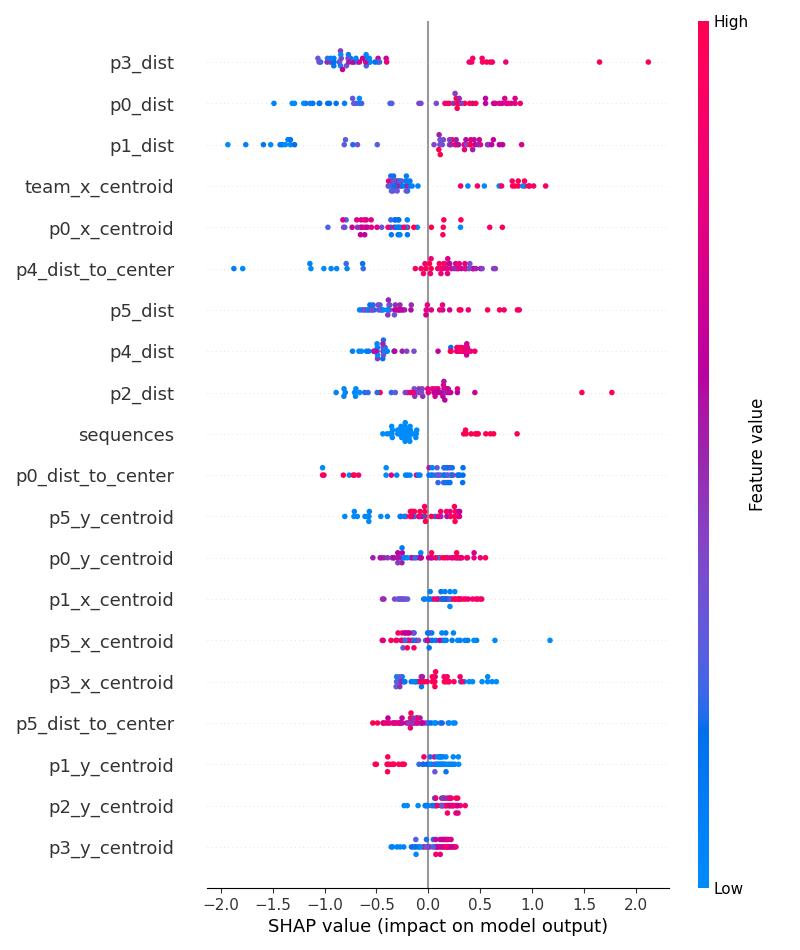 High
p3_dist
p0_dist
p1_dist
team_x_centroid
p0_x_centroid
p4_dist_to_center
p5_dist
p4_dist
p2_dist
sequences
p0_dist_to_center
p5_y_centroid
p0_y_centroid
p1_x_centroid
p5_x_centroid
p3_x_centroid
p5_dist_to_center
p1_y_centroid
p2_y_centroid
p3_y_centroid
Feature value
Low
−2.0 −1.5 −1.0 −0.5 0.0 0.5 1.0 1.5 2.0
SHAP value (impact on model output)